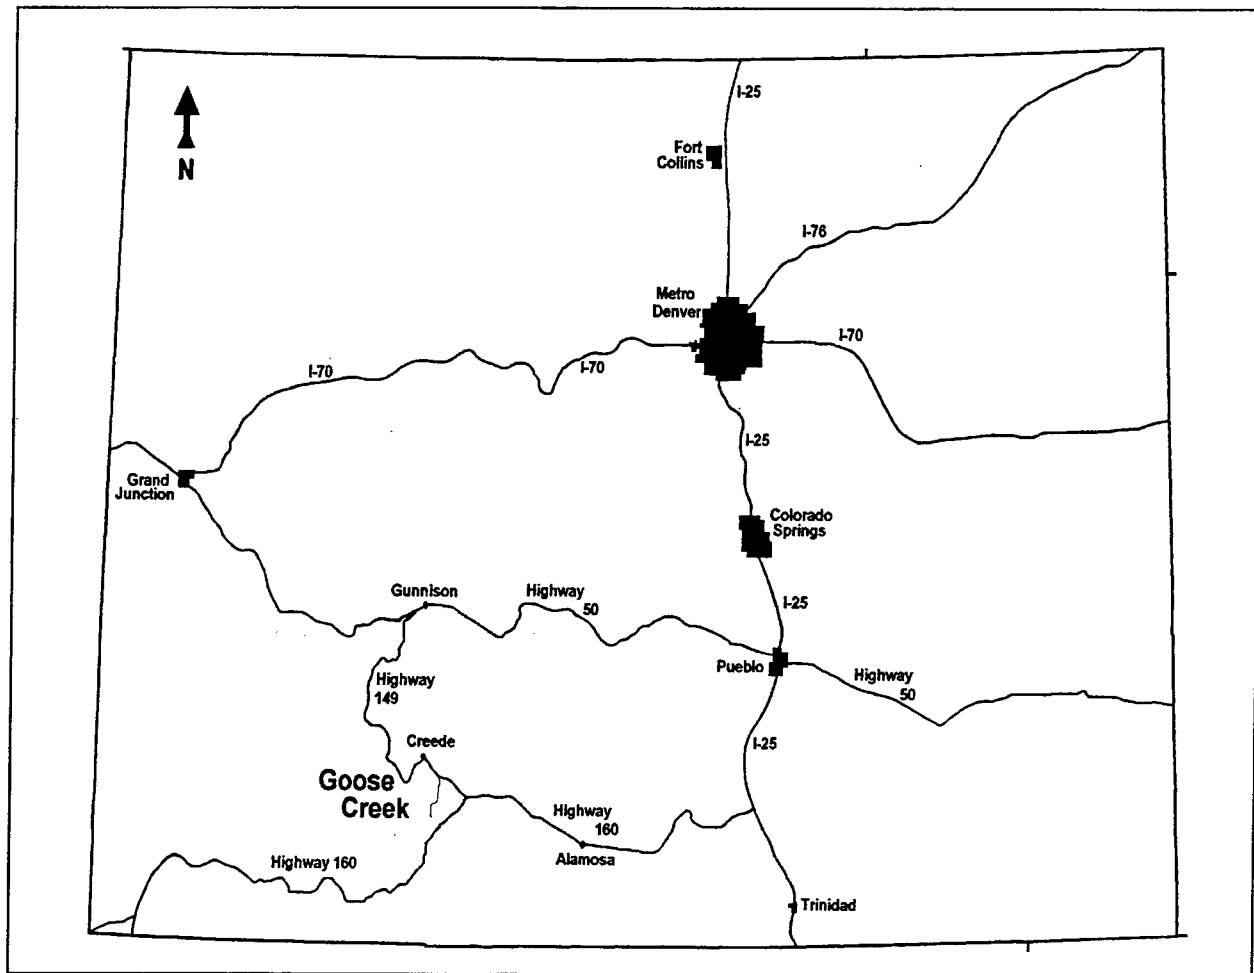 I-25
N
Fort
Collins
I-76
Metro
Denver
I-70
I-70
I-70
I-25
Grand
Junction
Colorado
Springs
Gunnison
Highway
50
I-25
Pueblo
Highway
50
Highway
149
Creede
I-25
Goose
Creek
Highway
160
Alamosa
Highway 160
Trinidad